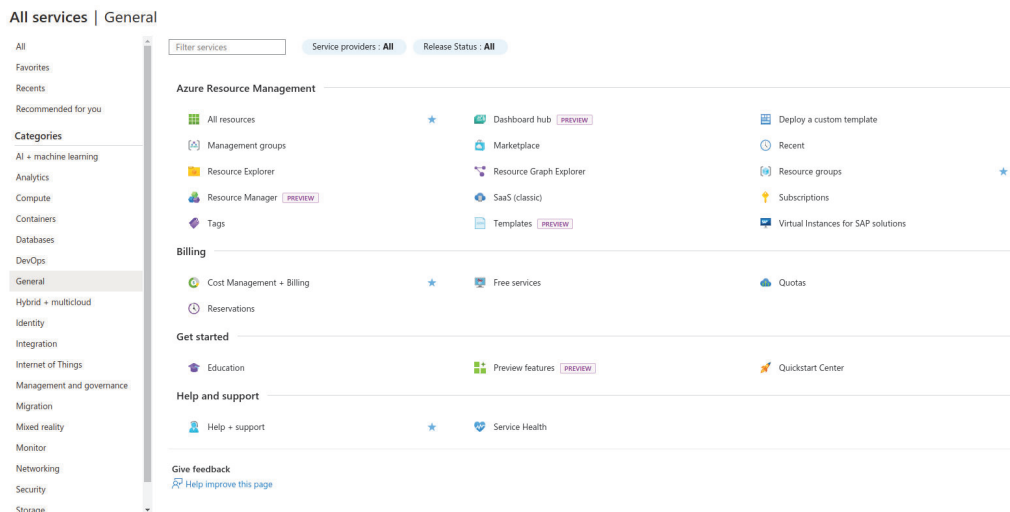 All services | General
All
Favorites
Recents
Recommended for you
Categories
AI + machine learning
Analytics
Compute
Containers
Databases
DevOps
General
Hybrid + multicloud
Identity
Integration
Internet of Things
Management and governance
Migration
Mixed reality
Monitor
Networking
Security
Storage
Filter services
Service providers : All
Release Status : All
Azure Resource Management
All resources
Dashboard hub PREVIEW
Deploy a custom template
Management groups
Marketplace
Recent
Resource Explorer
Resource Graph Explorer
Resource groups
Resource Manager PREVIEW
SaaS (classic)
Subscriptions
Tags
Templates PREVIEW
Virtual Instances for SAP solutions
Billing
Cost Management + Billing
Free services
Quotas
Reservations
Get started
Education
Preview features PREVIEW
Quickstart Center
Help and support
Help + support
Service Health
Give feedback
Help improve this page